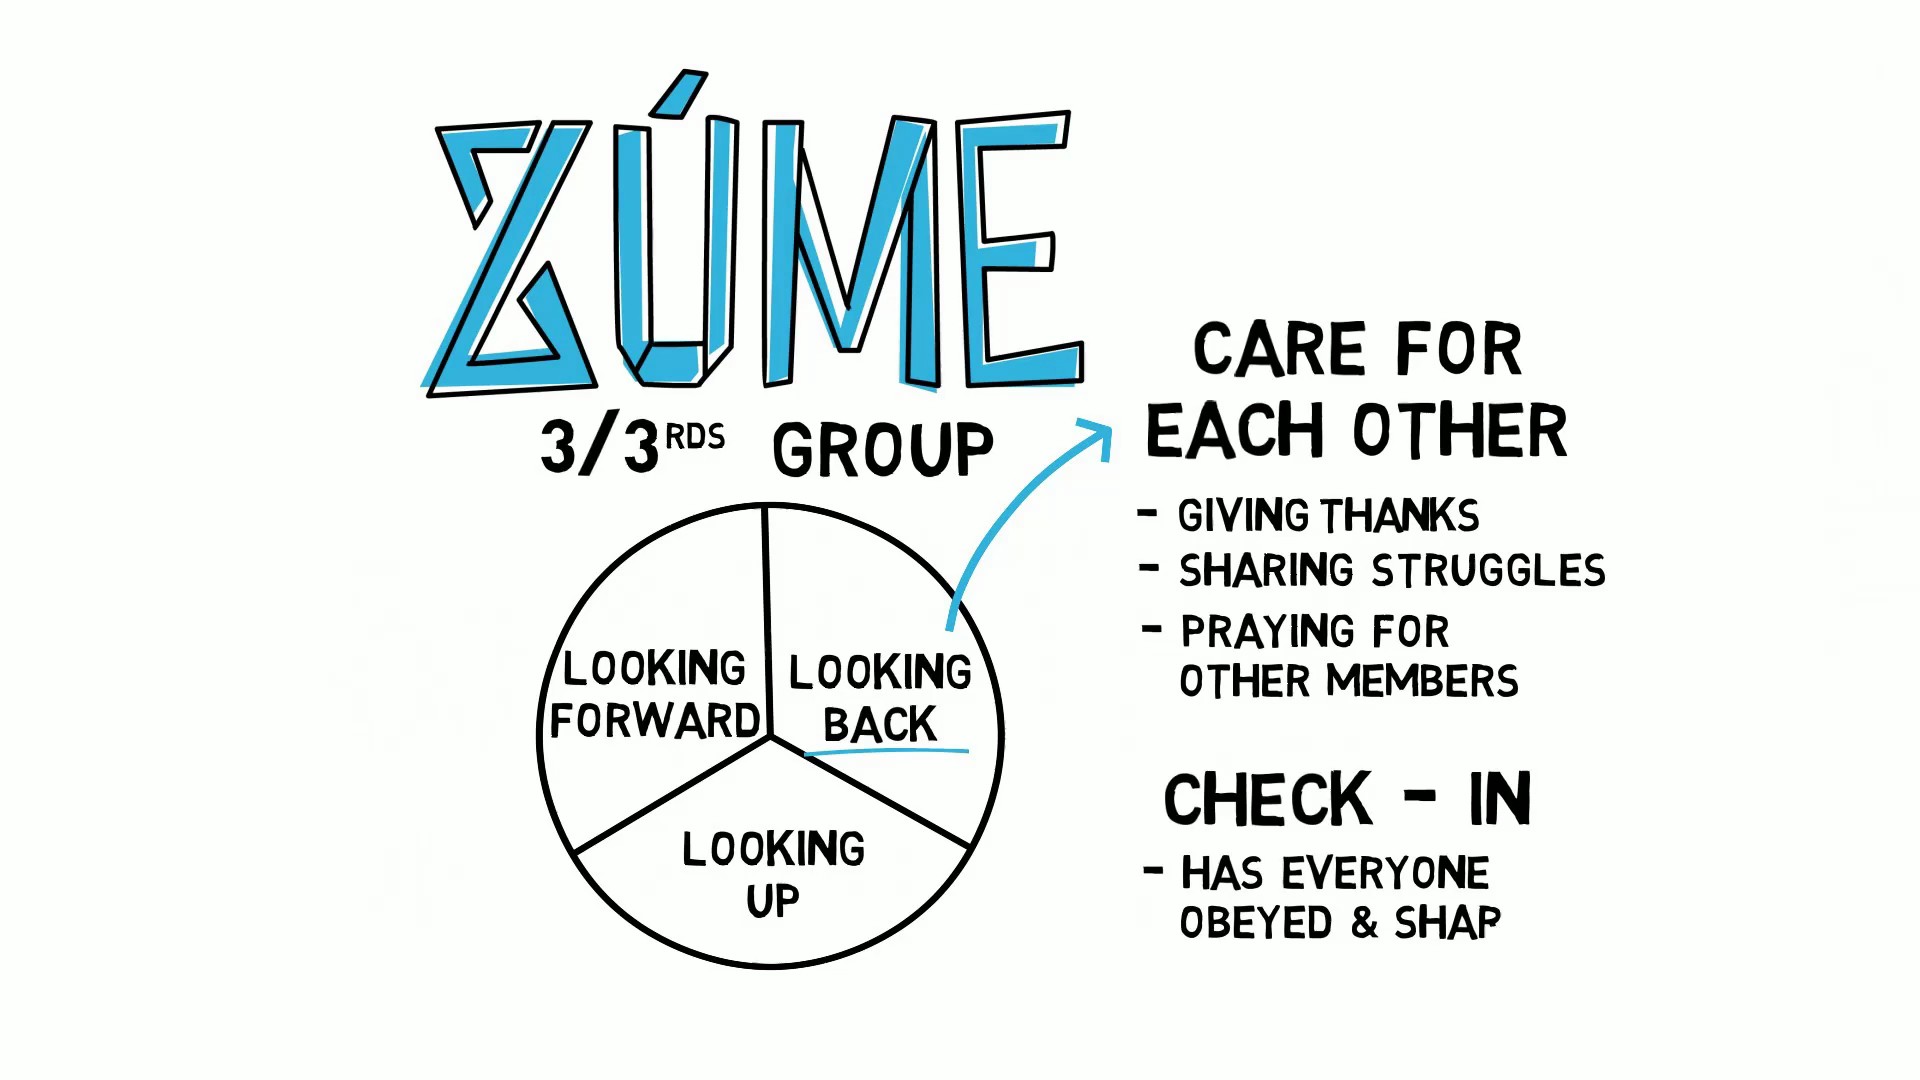 ZÚME
3/3RDS GROUP
LOOKING
FORWARD
LOOKING
BACK
LOOKING
UP
CARE FOR
EACH OTHER
- GIVING THANKS
- SHARING STRUGGLES
- PRAYING FOR
OTHER MEMBERS
CHECK - IN
- HAS EVERYONE
OBEYED &